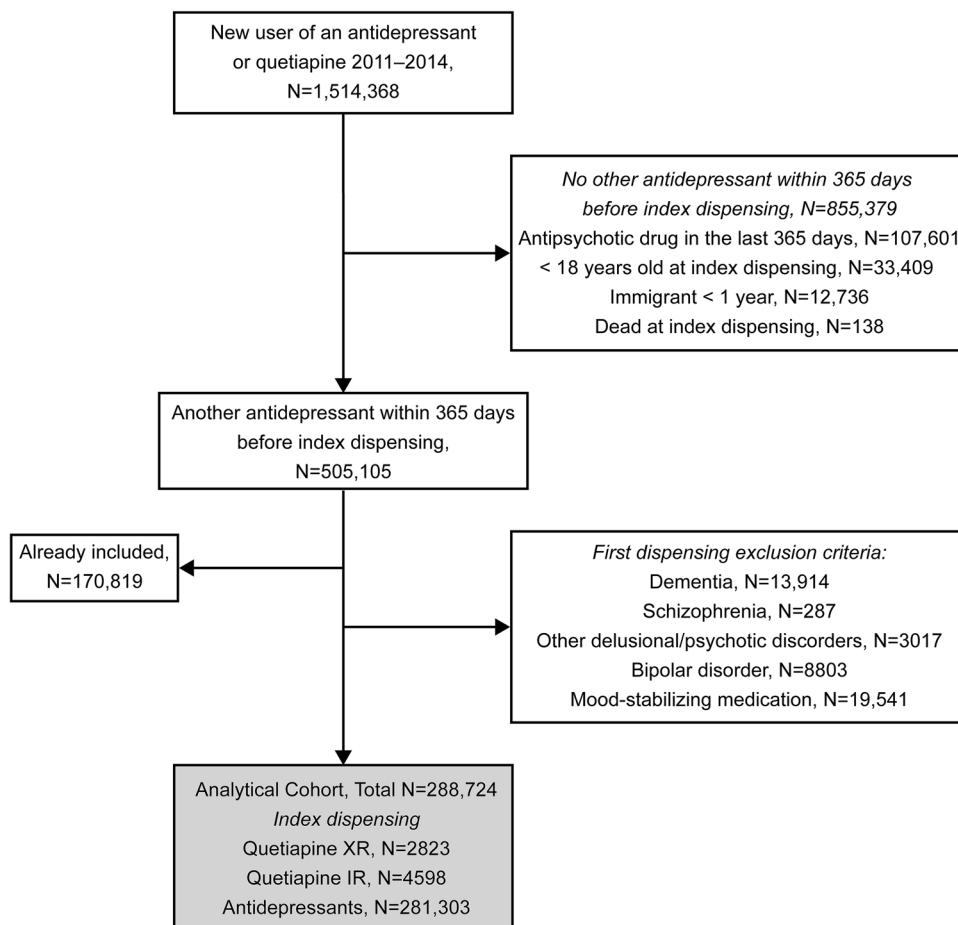 New user of an antidepressant
or quetiapine 2011–2014,
N=1,514,368
No other antidepressant within 365 days
before index dispensing, N=855,379
Antipsychotic drug in the last 365 days, N=107,601
< 18 years old at index dispensing, N=33,409
Immigrant < 1 year, N=12,736
Dead at index dispensing, N=138
Another antidepressant within 365 days
before index dispensing,
N=505,105
Already included,
N=170,819
First dispensing exclusion criteria:
Dementia, N=13,914
Schizophrenia, N=287
Other delusional/psychotic discorders, N=3017
Bipolar disorder, N=8803
Mood-stabilizing medication, N=19,541
Analytical Cohort, Total N=288,724
Index dispensing
Quetiapine XR, N=2823
Quetiapine IR, N=4598
Antidepressants, N=281,303